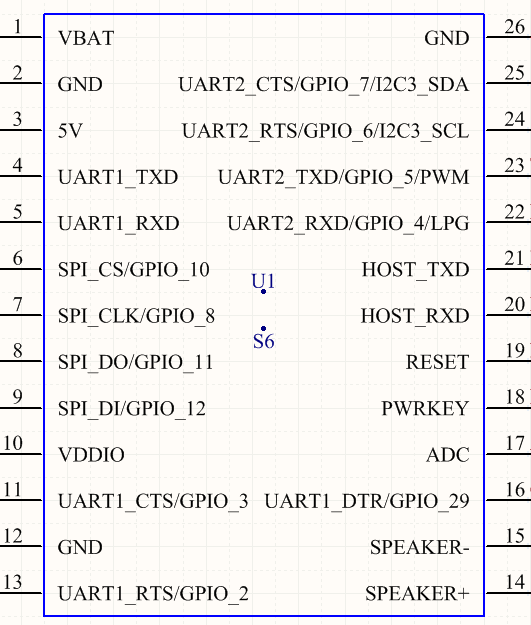 1 VBAT GND 26
2 GND UART2_CTS/GPIO_7/I2C3_SDA 25
3 5V UART2_RTS/GPIO_6/I2C3_SCL 24
4 UART1_TXD UART2_TXD/GPIO_5/PWM 23
5 UART1_RXD UART2_RXD/GPIO_4/LPG 22
6 SPI_CS/GPIO_10 HOST_TXD 21
U1
7 SPI_CLK/GPIO_8 HOST_RXD 20
S6
8 SPI_DO/GPIO_11 RESET 19
9 SPI_DI/GPIO_12 PWRKEY 18
10 VDDIO ADC 17
11 UART1_CTS/GPIO_3 UART1_DTR/GPIO_29 16
12 GND SPEAKER- 15
13 UART1_RTS/GPIO_2 SPEAKER+ 14